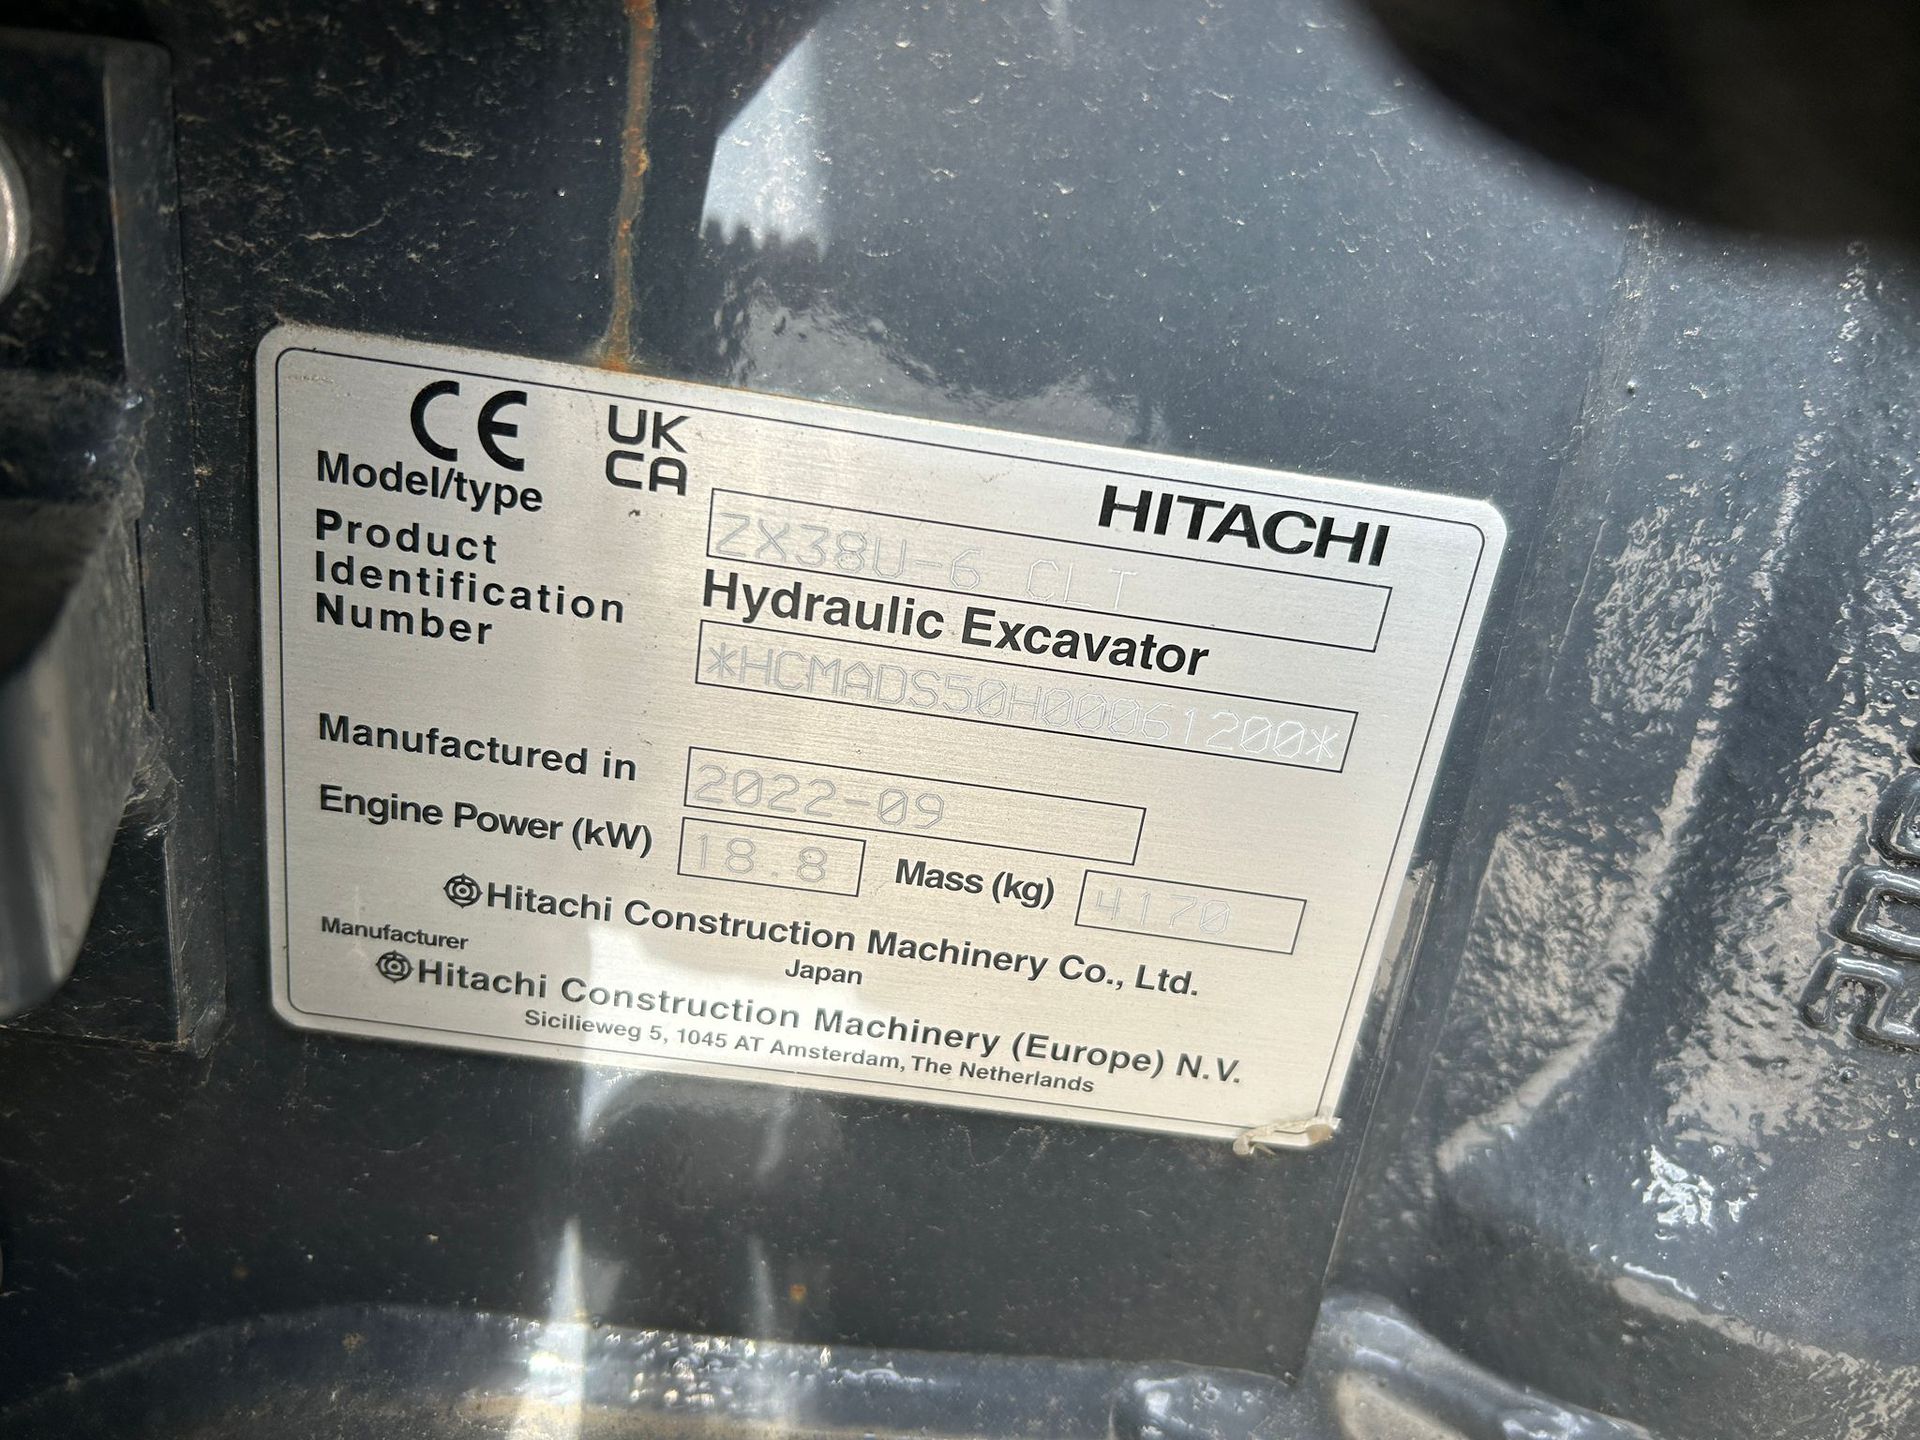 CE UK CA
HITACHI
Model/type ZX38U-6 CLT
Hydraulic Excavator
Product Identification Number *HCMADS50H00061200*
Manufactured in 2022-09
Engine Power (kW) 18.8 Mass (kg) 4170
Hitachi Construction Machinery Co., Ltd.
Japan
Manufacturer
Hitachi Construction Machinery (Europe) N.V.
Sicilieweg 5, 1045 AT Amsterdam, The Netherlands